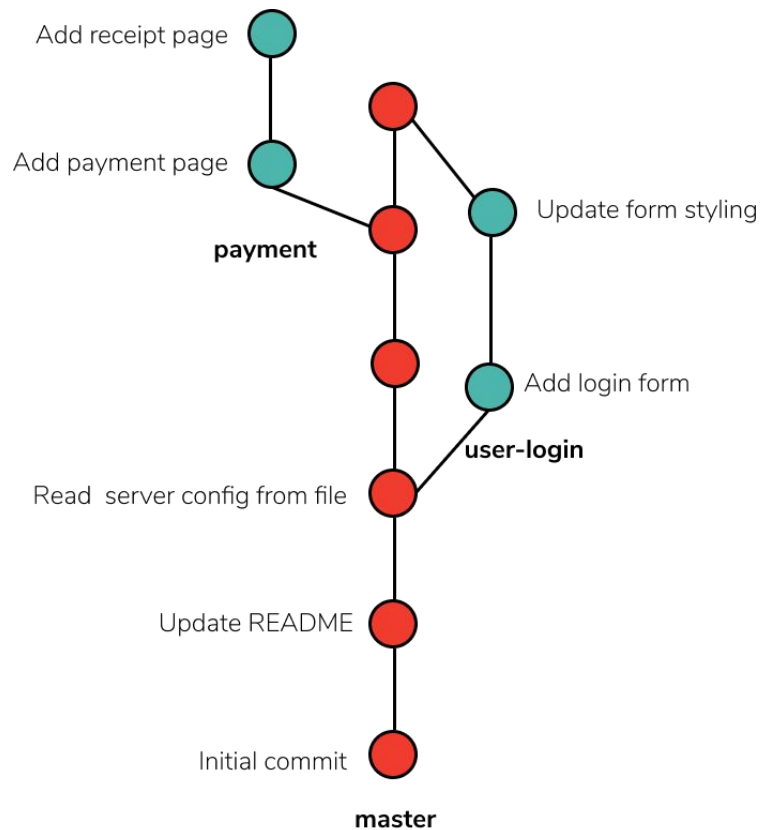 Add receipt page
Add payment page
Update form styling
payment
Add login form
user-login
Read  server config from file
Update README
Initial commit
master